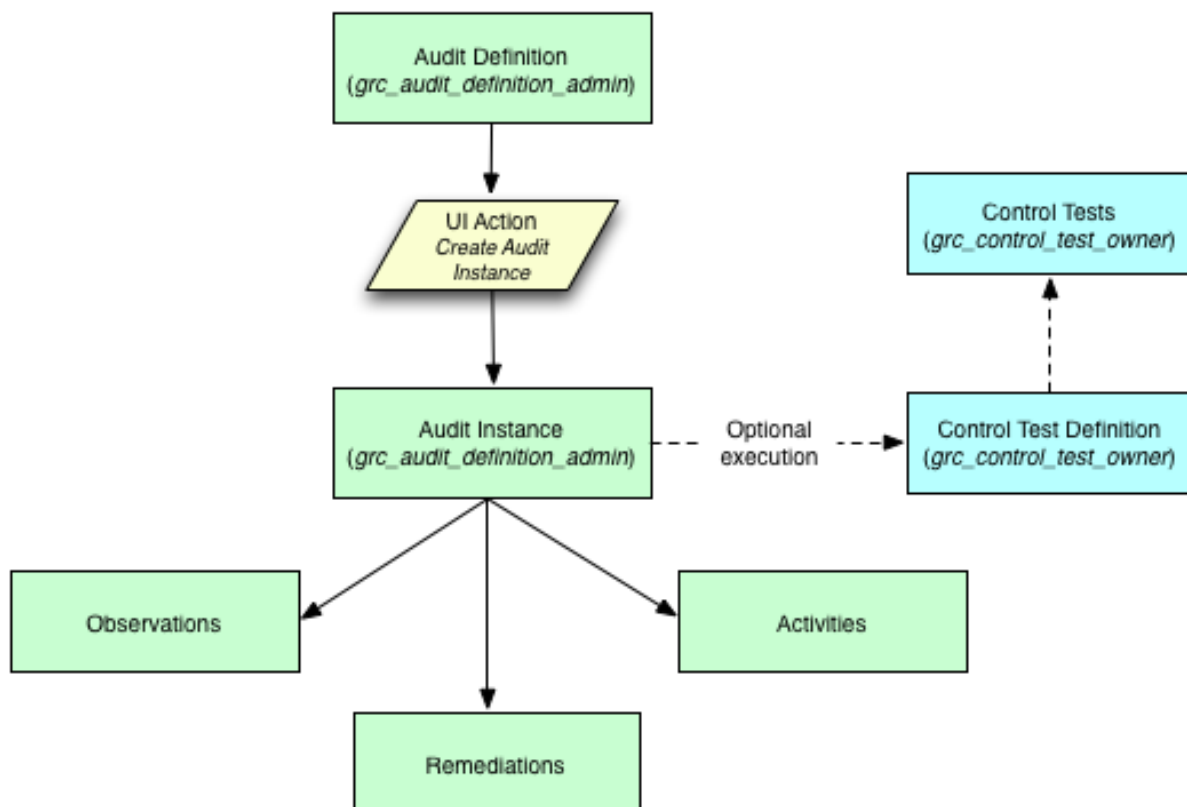 Audit Definition
(grc_audit_definition_admin)
UI Action
Create Audit
Instance
Control Tests
(grc_control_test_owner)
Audit Instance
(grc_audit_definition_admin)
Optional
execution
Control Test Definition
(grc_control_test_owner)
Observations
Activities
Remediations